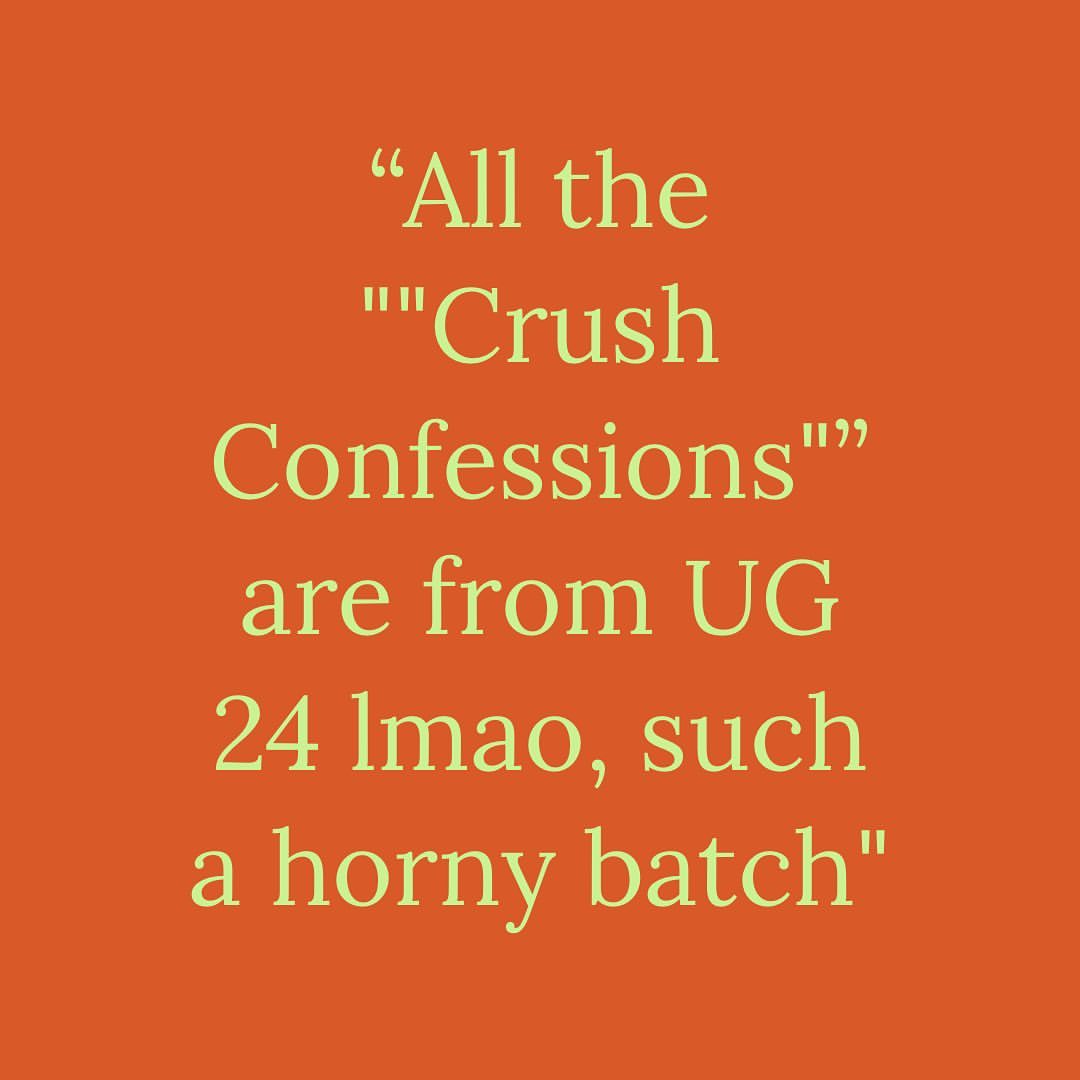 “All the
""Crush
Confessions"”
are from UG
24 lmao, such
a horny batch"